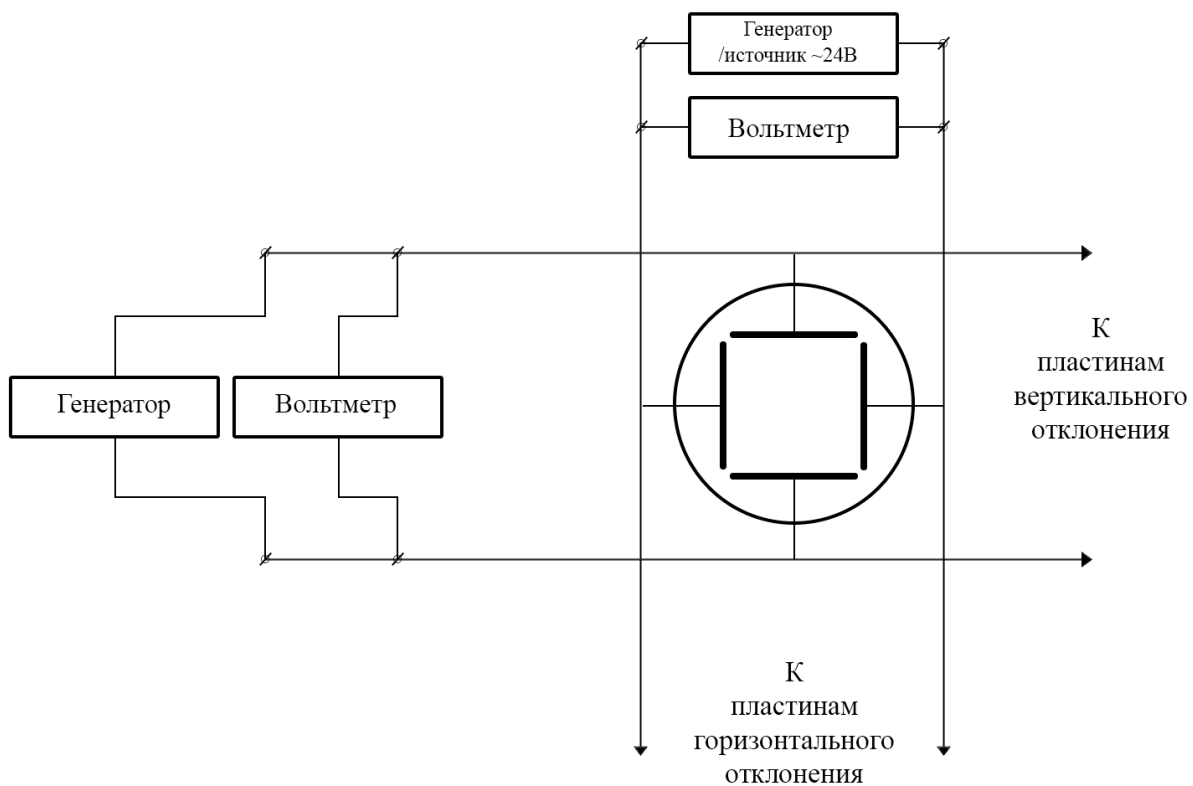 Генератор
/источник ~24В
Вольтметр
Генератор
Вольтметр
К
пластинам
вертикального
отклонения
К
пластинам
горизонтального
отклонения